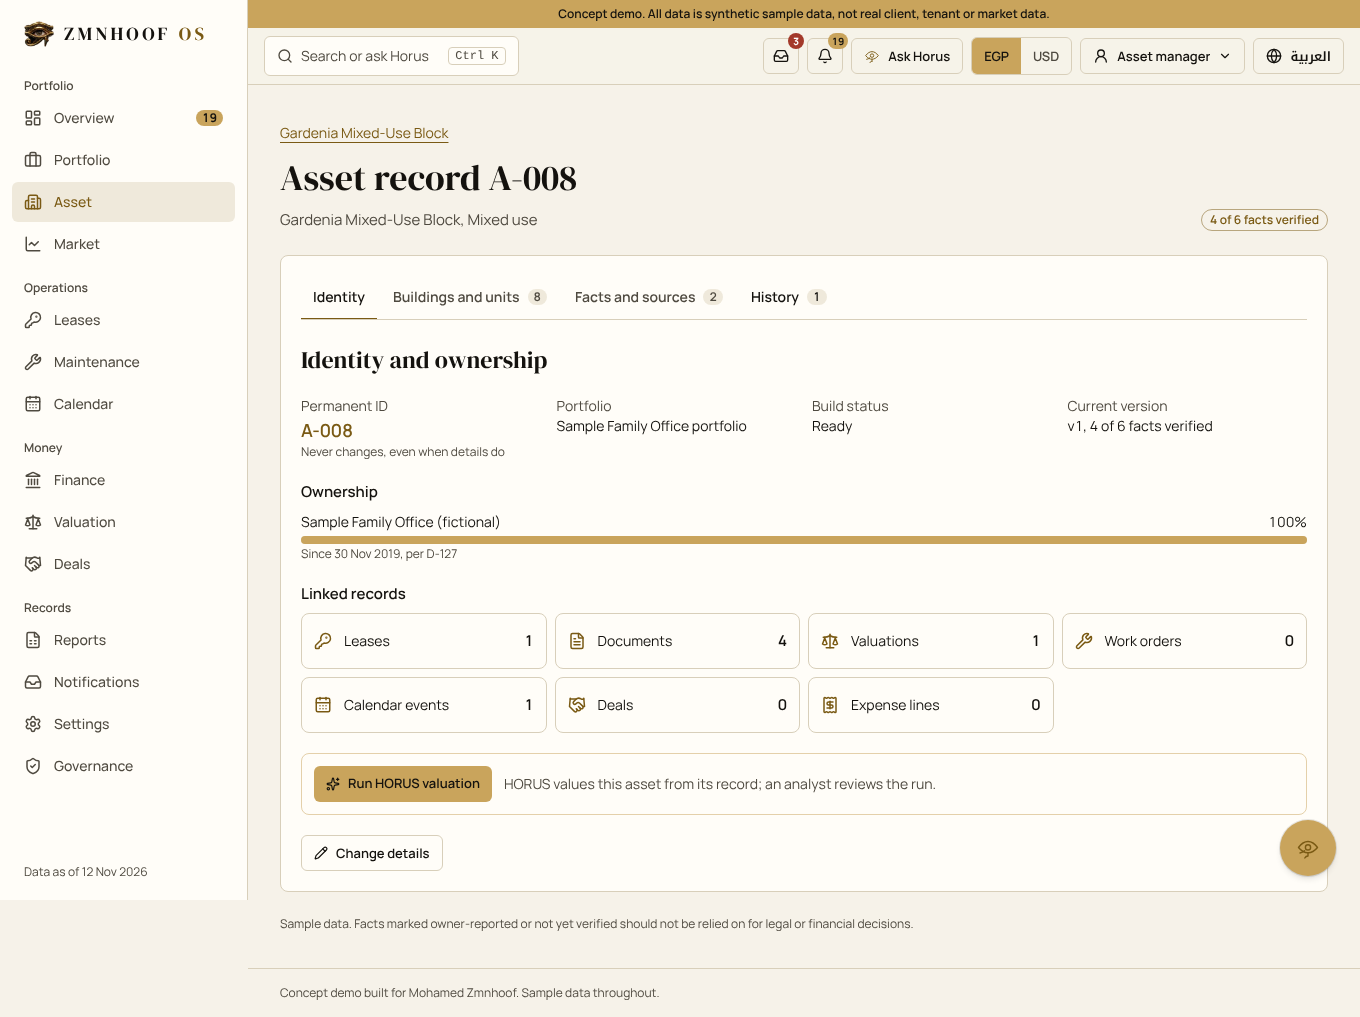 Concept demo. All data is synthetic sample data, not real client, tenant or market data.
ZMNHOOF OS
Search or ask Horus
Ctrl K
3
19
Ask Horus
EGP
USD
Asset manager
العربية
Portfolio
Overview
19
Portfolio
Asset
Market
Operations
Leases
Maintenance
Calendar
Money
Finance
Valuation
Deals
Records
Reports
Notifications
Settings
Governance
Data as of 12 Nov 2026
Gardenia Mixed-Use Block
Asset record A-008
Gardenia Mixed-Use Block, Mixed use
4 of 6 facts verified
Identity
Buildings and units 8
Facts and sources 2
History 1
Identity and ownership
Permanent ID
A-008
Never changes, even when details do
Portfolio
Sample Family Office portfolio
Build status
Ready
Current version
v1, 4 of 6 facts verified
Ownership
Sample Family Office (fictional)
100%
Since 30 Nov 2019, per D-127
Linked records
Leases 1
Documents 4
Valuations 1
Work orders 0
Calendar events 1
Deals 0
Expense lines 0
Run HORUS valuation
HORUS values this asset from its record; an analyst reviews the run.
Change details
Sample data. Facts marked owner-reported or not yet verified should not be relied on for legal or financial decisions.
Concept demo built for Mohamed Zmnhoof. Sample data throughout.